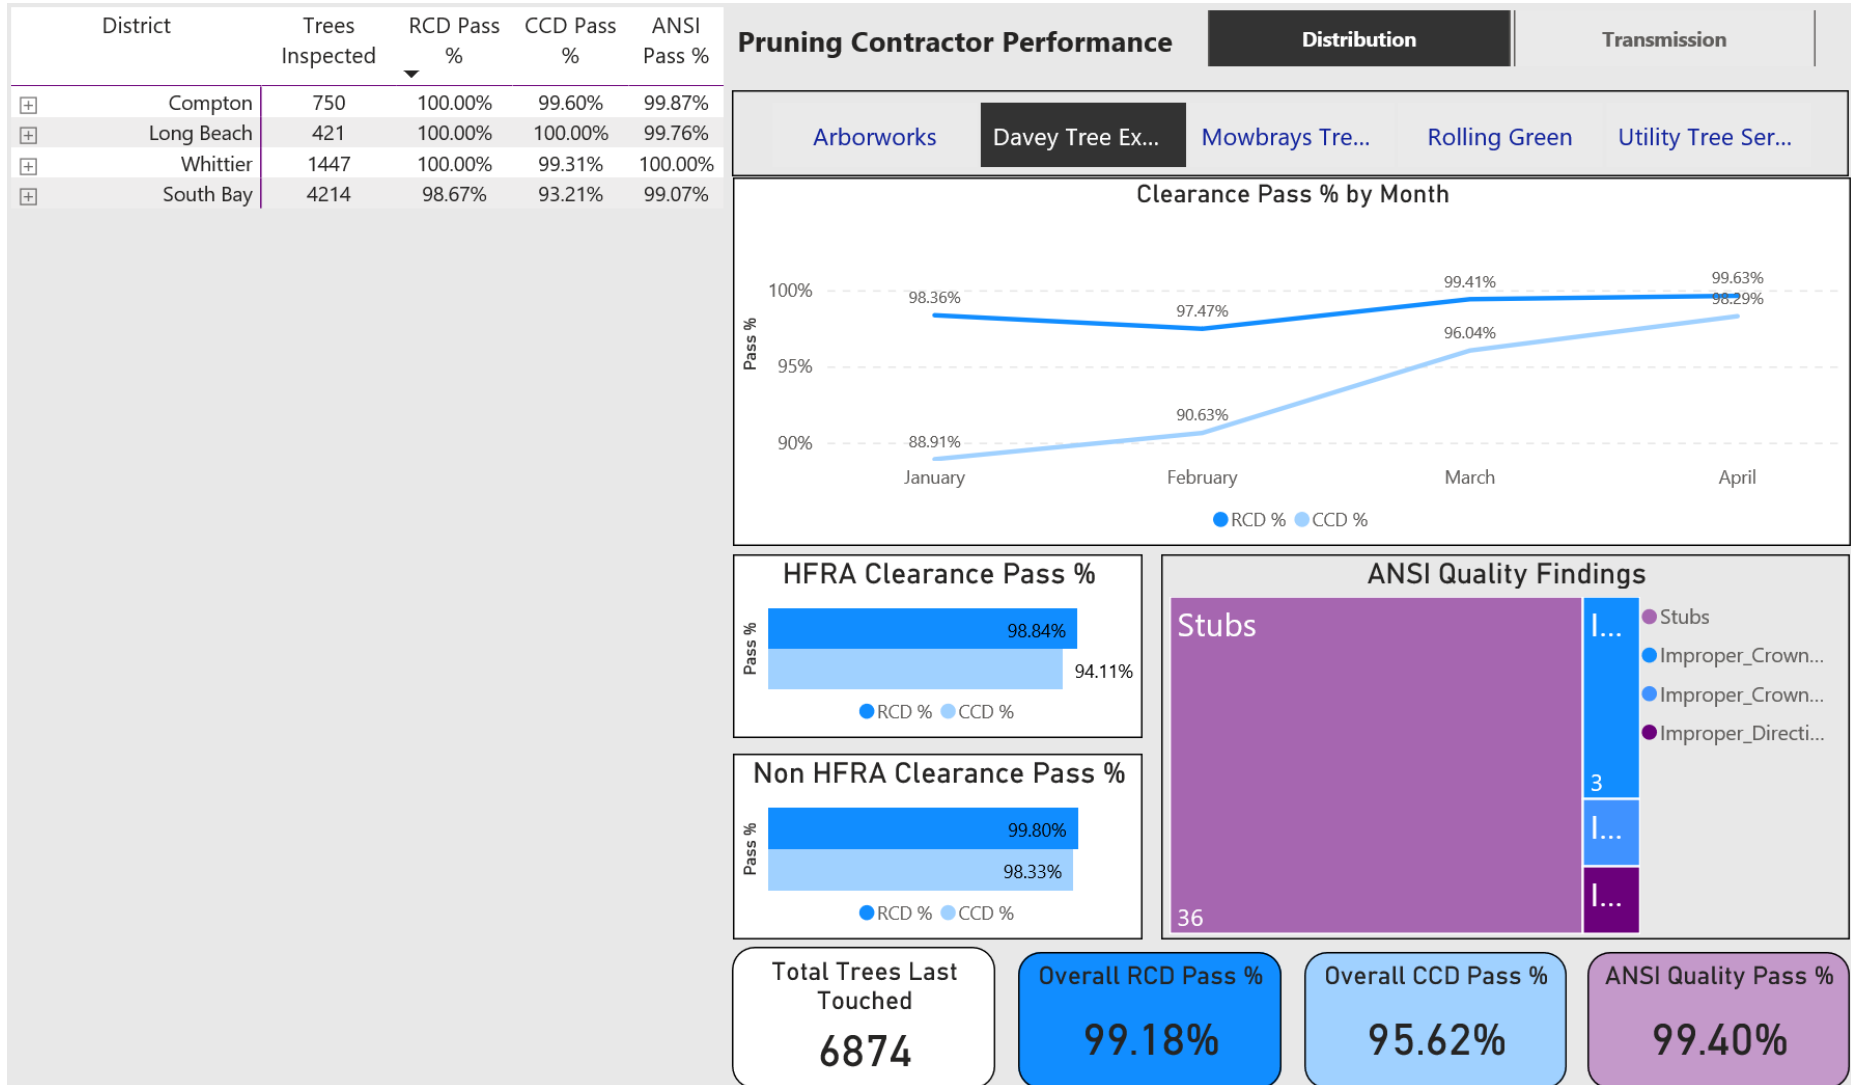 District Trees Inspected RCD Pass % CCD Pass % ANSI Pass %
Compton 750 100.00% 99.60% 99.87%
Long Beach 421 100.00% 100.00% 99.76%
Whittier 1447 100.00% 99.31% 100.00%
South Bay 4214 98.67% 93.21% 99.07%
Pruning Contractor Performance
Distribution Transmission
Arborworks Davey Tree Ex... Mowbrays Tre... Rolling Green Utility Tree Ser...
Clearance Pass % by Month
Pass %
100%
95%
90%
98.36% 97.47% 99.41% 99.63%
88.91% 90.63% 96.04% 98.29%
January February March April
RCD % CCD %
HFRA Clearance Pass %
Pass %
98.84%
94.11%
RCD % CCD %
Non HFRA Clearance Pass %
Pass %
99.80%
98.33%
RCD % CCD %
ANSI Quality Findings
Stubs
36
I...
3
I...
I...
Stubs
Improper_Crown...
Improper_Crown...
Improper_Directi...
Total Trees Last
Touched
6874
Overall RCD Pass %
99.18%
Overall CCD Pass %
95.62%
ANSI Quality Pass %
99.40%